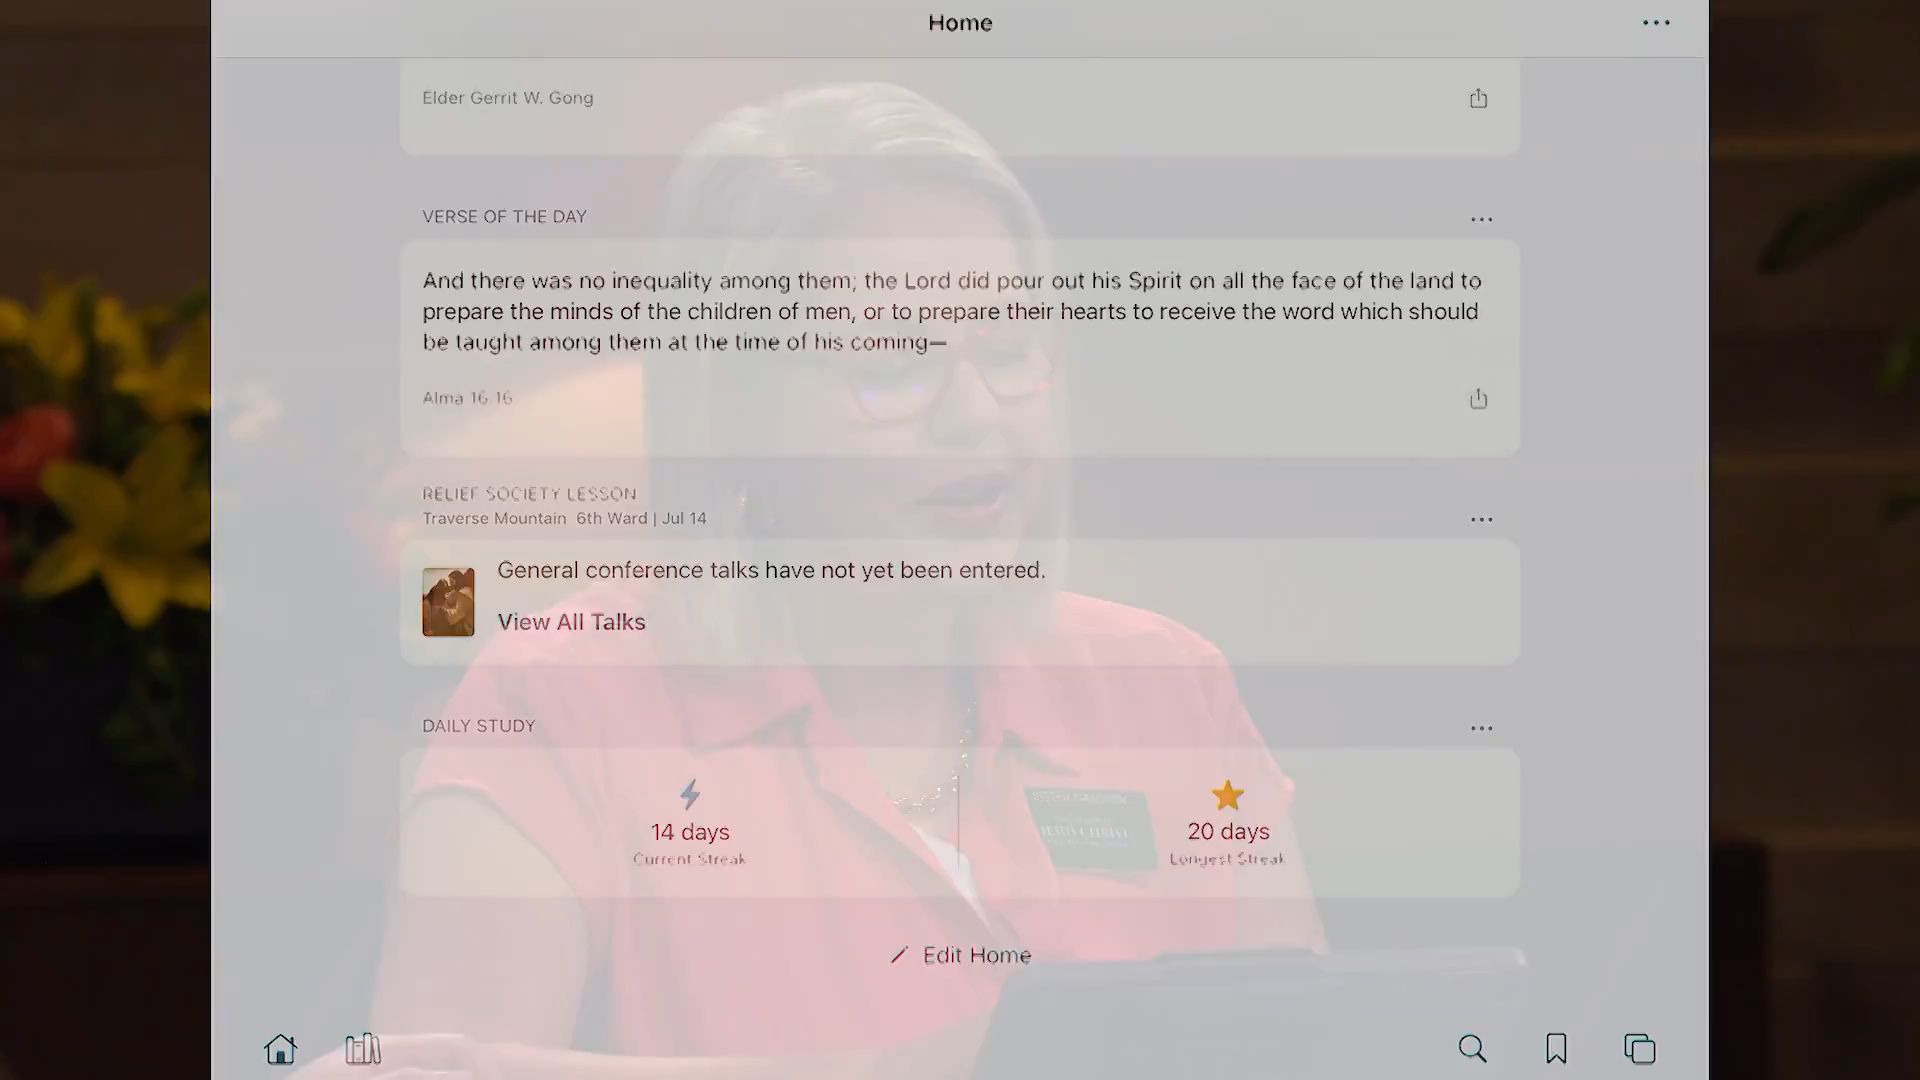 Home
Elder Gerrit W. Gong
VERSE OF THE DAY
And there was no inequality among them; the Lord did pour out his Spirit on all the face of the land to
prepare the minds of the children of men, or to prepare their hearts to receive the word which should
be taught among them at the time of his coming—
Alma 16.16
RELIEF SOCIETY LESSON
Traverse Mountain 6th Ward | Jul 14
General conference talks have not yet been entered.
View All Talks
DAILY STUDY
14 days
Current Streak
20 days
Longest Streak
JESUS CHRIST
Edit Home